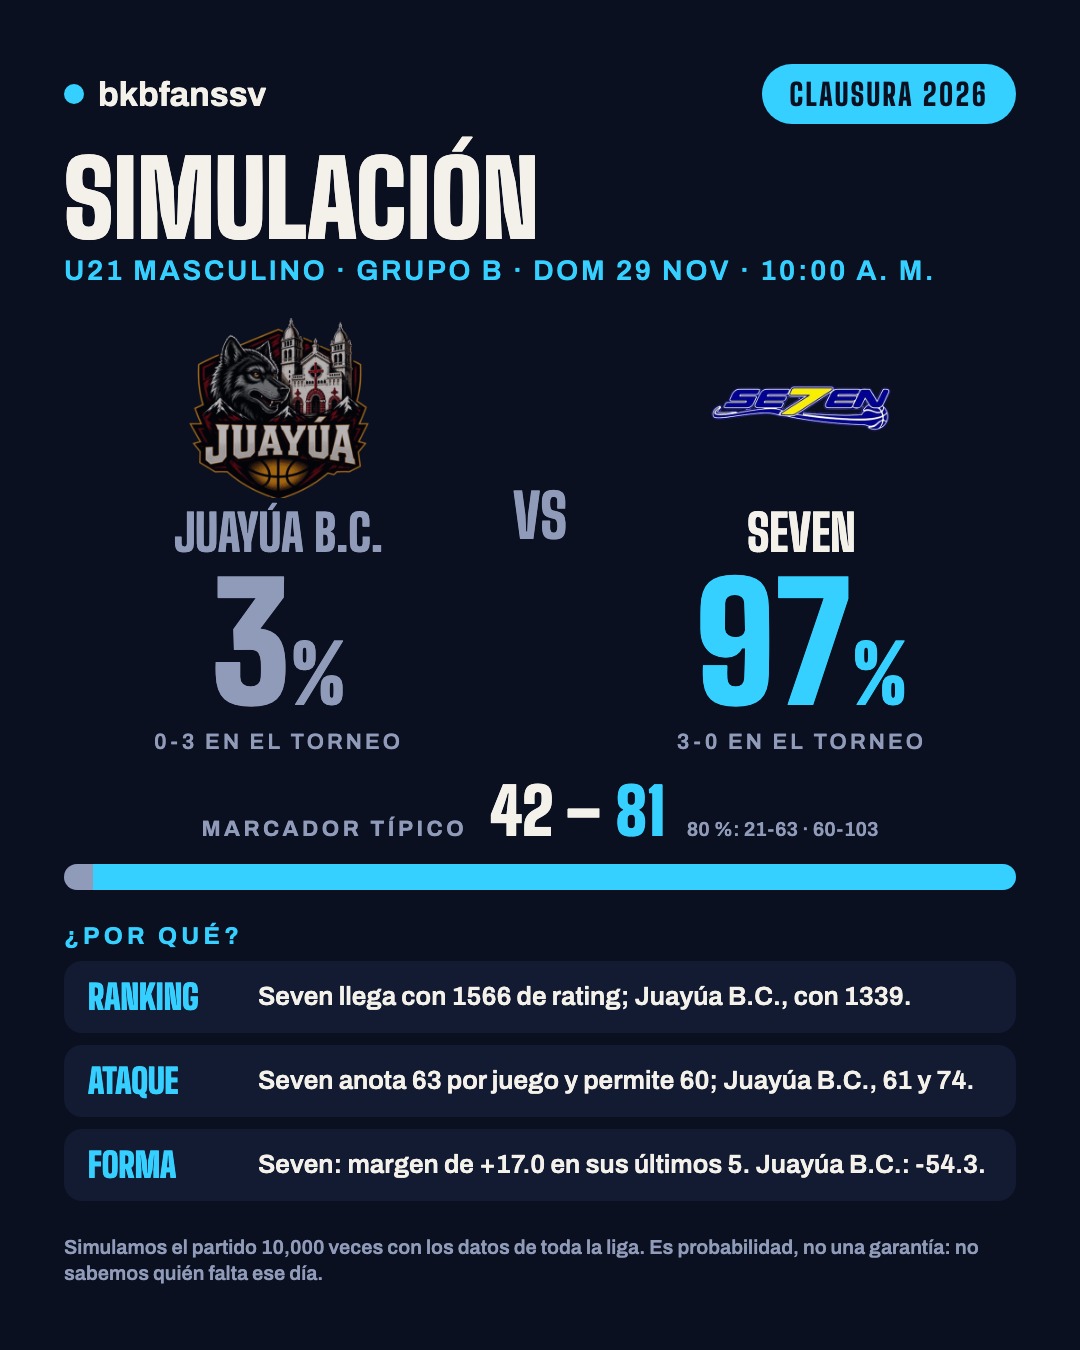 bkbfanssv
CLAUSURA 2026
SIMULACIÓN
U21 MASCULINO · GRUPO B · DOM 29 NOV · 10:00 A. M.
JUAYÚA
SE7EN
JUAYÚA B.C.
VS
SEVEN
3%
97%
0-3 EN EL TORNEO
3-0 EN EL TORNEO
MARCADOR TÍPICO 42 – 81 80 %: 21-63 · 60-103
¿POR QUÉ?
RANKING Seven llega con 1566 de rating; Juayúa B.C., con 1339.
ATAQUE Seven anota 63 por juego y permite 60; Juayúa B.C., 61 y 74.
FORMA Seven: margen de +17.0 en sus últimos 5. Juayúa B.C.: -54.3.
Simulamos el partido 10,000 veces con los datos de toda la liga. Es probabilidad, no una garantía: no
sabemos quién falta ese día.